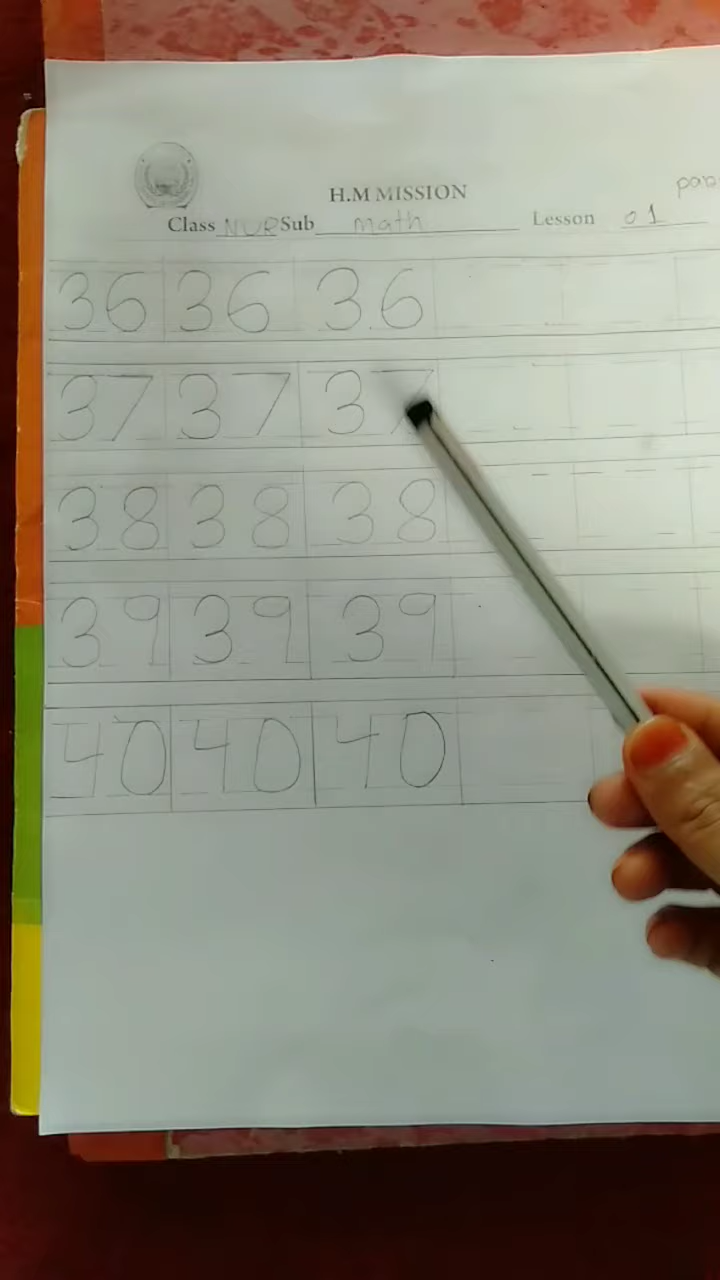 H.M MISSION
Class NUR Sub math Lesson 01
36 36 36
37 37 37
38 38 38
39 39 39
40 40 40